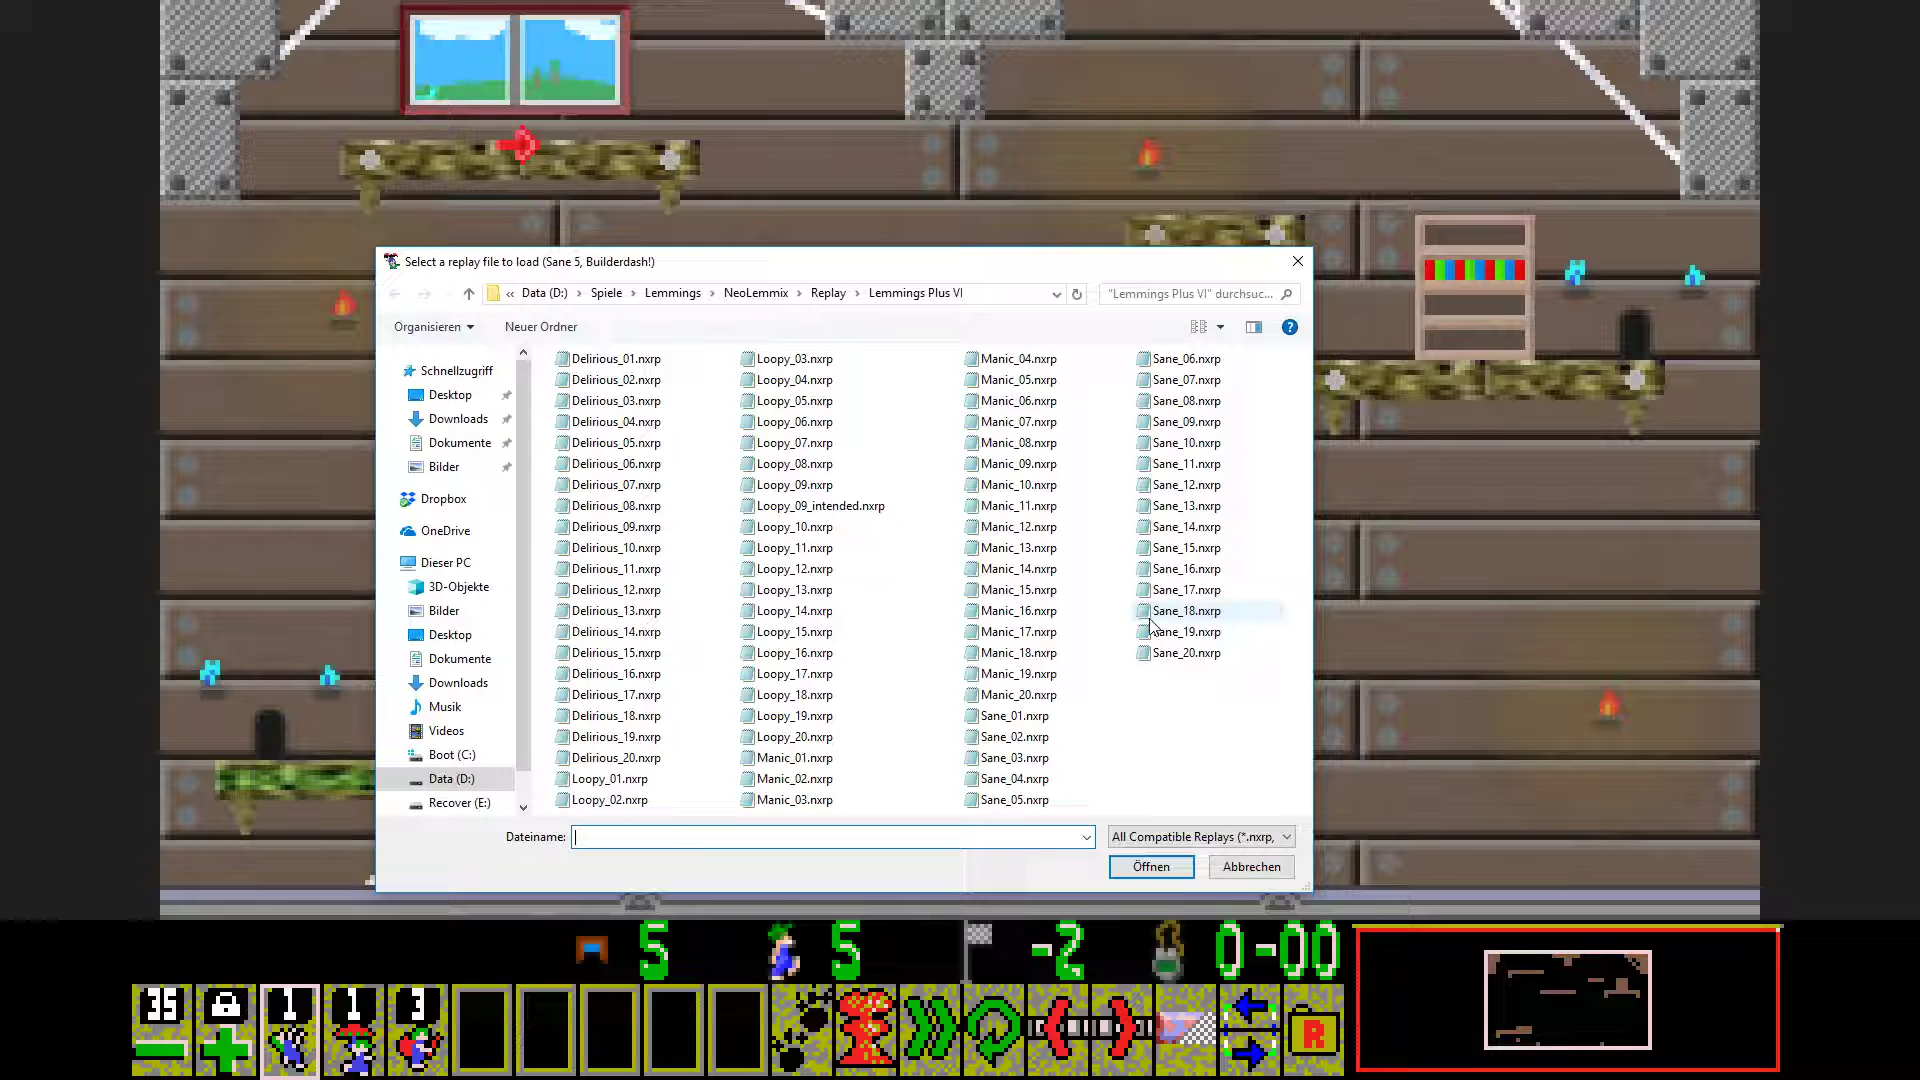 Select a replay file to load (Sane 5, Builderdash!)
« Data (D:) › Spiele › Lemmings › NeoLemmix › Replay › Lemmings Plus VI
"Lemmings Plus VI" durchsuc...
Organisieren
Neuer Ordner
Schnellzugriff
Desktop
Downloads
Dokumente
Bilder
Dropbox
OneDrive
Dieser PC
3D-Objekte
Bilder
Desktop
Dokumente
Downloads
Musik
Videos
Boot (C:)
Data (D:)
Recover (E:)
Delirious_01.nxrp
Delirious_02.nxrp
Delirious_03.nxrp
Delirious_04.nxrp
Delirious_05.nxrp
Delirious_06.nxrp
Delirious_07.nxrp
Delirious_08.nxrp
Delirious_09.nxrp
Delirious_10.nxrp
Delirious_11.nxrp
Delirious_12.nxrp
Delirious_13.nxrp
Delirious_14.nxrp
Delirious_15.nxrp
Delirious_16.nxrp
Delirious_17.nxrp
Delirious_18.nxrp
Delirious_19.nxrp
Delirious_20.nxrp
Loopy_01.nxrp
Loopy_02.nxrp
Loopy_03.nxrp
Loopy_04.nxrp
Loopy_05.nxrp
Loopy_06.nxrp
Loopy_07.nxrp
Loopy_08.nxrp
Loopy_09.nxrp
Loopy_09_intended.nxrp
Loopy_10.nxrp
Loopy_11.nxrp
Loopy_12.nxrp
Loopy_13.nxrp
Loopy_14.nxrp
Loopy_15.nxrp
Loopy_16.nxrp
Loopy_17.nxrp
Loopy_18.nxrp
Loopy_19.nxrp
Loopy_20.nxrp
Manic_01.nxrp
Manic_02.nxrp
Manic_03.nxrp
Manic_04.nxrp
Manic_05.nxrp
Manic_06.nxrp
Manic_07.nxrp
Manic_08.nxrp
Manic_09.nxrp
Manic_10.nxrp
Manic_11.nxrp
Manic_12.nxrp
Manic_13.nxrp
Manic_14.nxrp
Manic_15.nxrp
Manic_16.nxrp
Manic_17.nxrp
Manic_18.nxrp
Manic_19.nxrp
Manic_20.nxrp
Sane_01.nxrp
Sane_02.nxrp
Sane_03.nxrp
Sane_04.nxrp
Sane_05.nxrp
Sane_06.nxrp
Sane_07.nxrp
Sane_08.nxrp
Sane_09.nxrp
Sane_10.nxrp
Sane_11.nxrp
Sane_12.nxrp
Sane_13.nxrp
Sane_14.nxrp
Sane_15.nxrp
Sane_16.nxrp
Sane_17.nxrp
Sane_18.nxrp
Sane_19.nxrp
Sane_20.nxrp
Dateiname:
All Compatible Replays (*.nxrp,
Öffnen
Abbrechen
5 5 -2 0-00
35 1 1 3
R